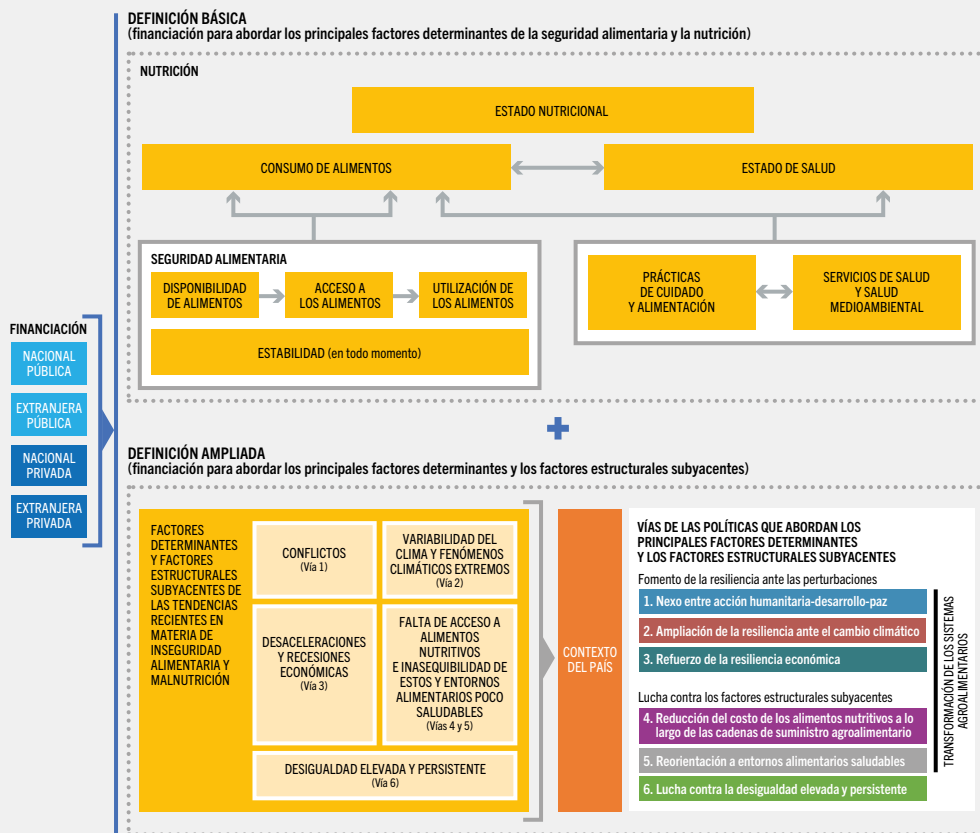 DEFINICIÓN BÁSICA
(financiación para abordar los principales factores determinantes de la seguridad alimentaria y la nutrición)
NUTRICIÓN
ESTADO NUTRICIONAL
CONSUMO DE ALIMENTOS
ESTADO DE SALUD
SEGURIDAD ALIMENTARIA
DISPONIBILIDAD
DE ALIMENTOS
ACCESO A
LOS ALIMENTOS
UTILIZACIÓN DE
LOS ALIMENTOS
ESTABILIDAD (en todo momento)
PRÁCTICAS
DE CUIDADO
Y ALIMENTACIÓN
SERVICIOS DE SALUD
Y SALUD
MEDIOAMBIENTAL
FINANCIACIÓN
NACIONAL
PÚBLICA
EXTRANJERA
PÚBLICA
NACIONAL
PRIVADA
EXTRANJERA
PRIVADA
+
DEFINICIÓN AMPLIADA
(financiación para abordar los principales factores determinantes y los factores estructurales subyacentes)
FACTORES
DETERMINANTES
Y FACTORES
ESTRUCTURALES
SUBYACENTES DE
LAS TENDENCIAS
RECIENTES EN
MATERIA DE
INSEGURIDAD
ALIMENTARIA Y
MALNUTRICIÓN
CONFLICTOS
(Vía 1)
VARIABILIDAD DEL
CLIMA Y FENÓMENOS
CLIMÁTICOS EXTREMOS
(Vía 2)
DESACELERACIONES
Y RECESIONES
ECONÓMICAS
(Vía 3)
FALTA DE ACCESO A
ALIMENTOS
NUTRITIVOS
E INASEQUIBILIDAD DE
ESTOS Y ENTORNOS
ALIMENTARIOS POCO
SALUDABLES
(Vías 4 y 5)
DESIGUALDAD ELEVADA Y PERSISTENTE
(Vía 6)
CONTEXTO
DEL PAÍS
VÍAS DE LAS POLÍTICAS QUE ABORDAN LOS
PRINCIPALES FACTORES DETERMINANTES
Y LOS FACTORES ESTRUCTURALES SUBYACENTES
Fomento de la resiliencia ante las perturbaciones
1. Nexo entre acción humanitaria-desarrollo-paz
2. Ampliación de la resiliencia ante el cambio climático
3. Refuerzo de la resiliencia económica
Lucha contra los factores estructurales subyacentes
4. Reducción del costo de los alimentos nutritivos a lo
largo de las cadenas de suministro agroalimentario
5. Reorientación a entornos alimentarios saludables
6. Lucha contra la desigualdad elevada y persistente
TRANSFORMACIÓN DE LOS SISTEMAS
AGROALIMENTARIOS